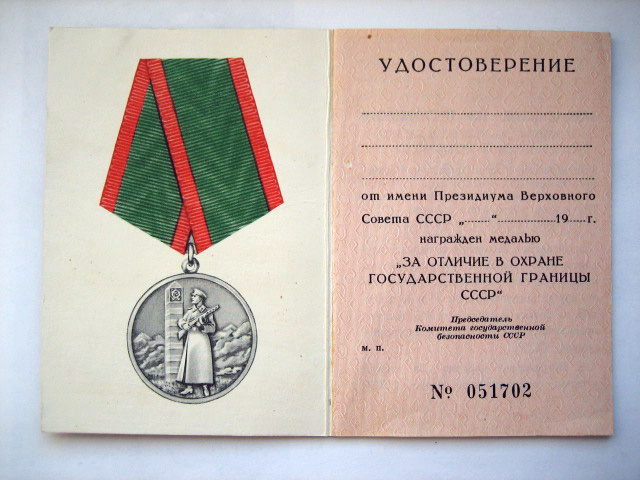 УДОСТОВЕРЕНИЕ
от имени Президиума Верховного
Совета СССР „........“ .................. 19......г.
награжден медалью
„ЗА ОТЛИЧИЕ В ОХРАНЕ
ГОСУДАРСТВЕННОЙ ГРАНИЦЫ
СССР“
Председатель
Комитета государственной
безопасности СССР
м. п.
№ 051702